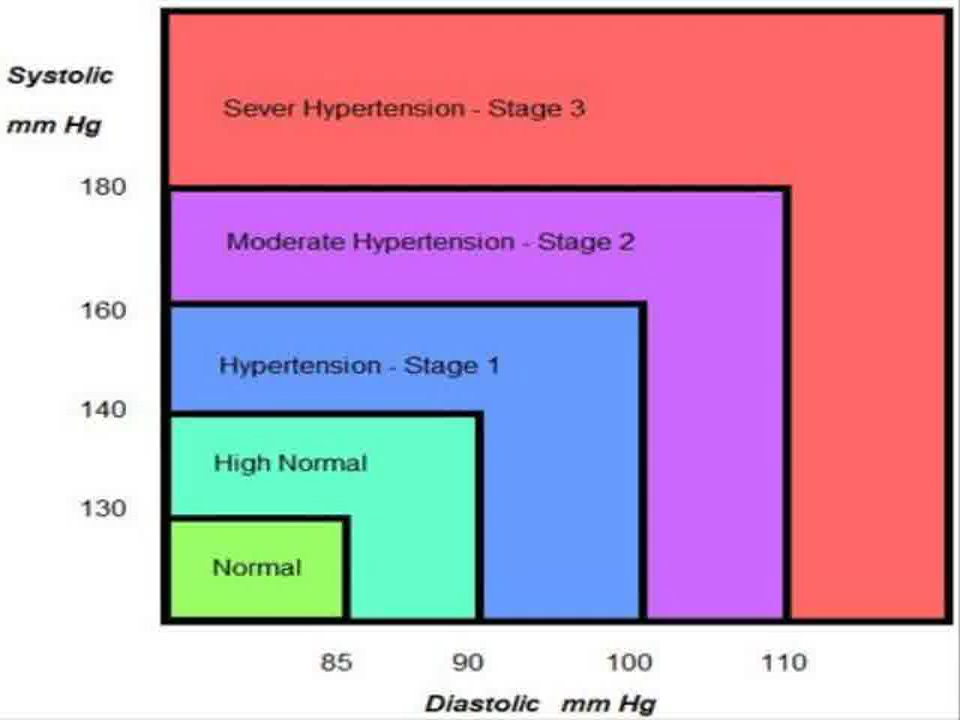 Systolic
mm Hg
Sever Hypertension - Stage 3
180
Moderate Hypertension - Stage 2
160
Hypertension - Stage 1
140
High Normal
130
Normal
85 90 100 110
Diastolic mm Hg